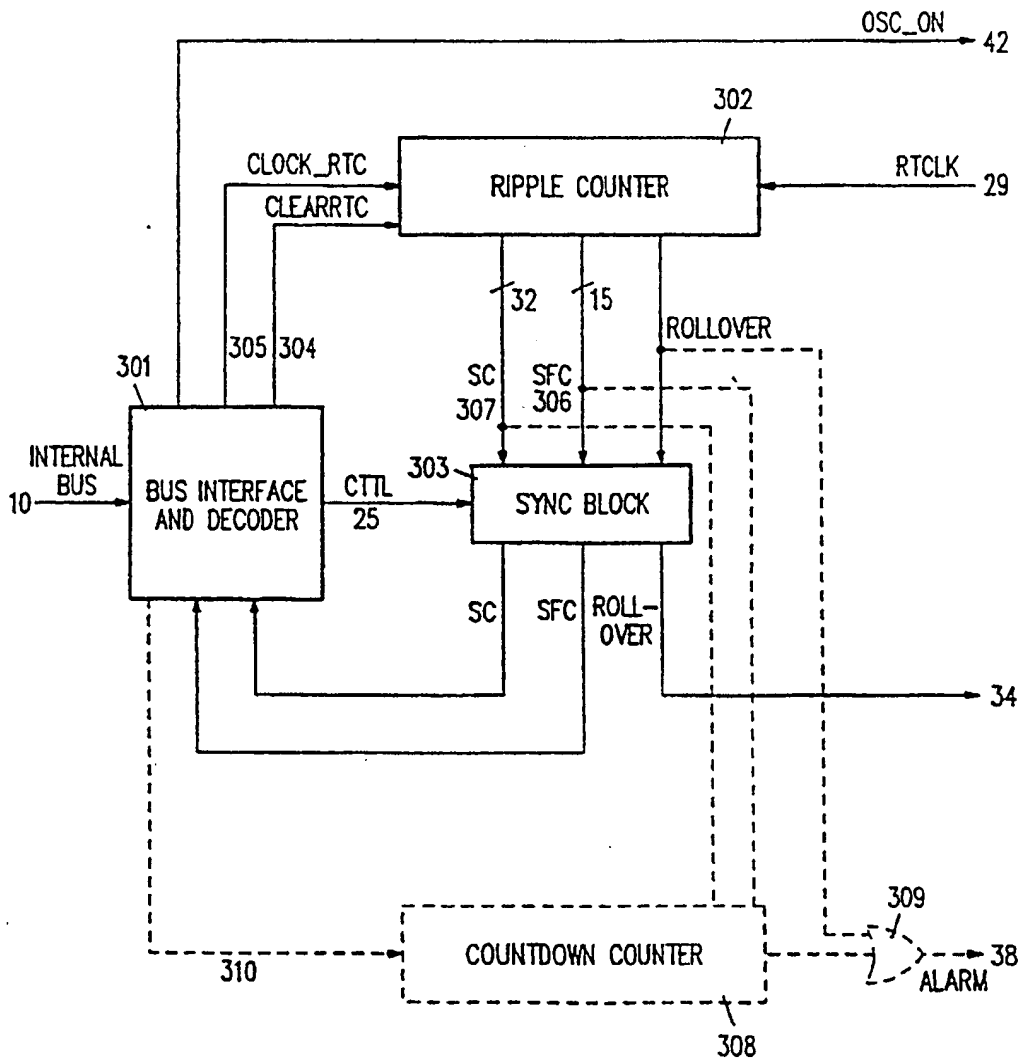 OSC_ON
42
302
CLOCK_RTC
RIPPLE COUNTER
RTCLK
29
CLEARRTC
32
15
ROLLOVER
305
304
301
SC
307
SFC
306
INTERNAL
BUS
10
BUS INTERFACE
AND DECODER
CTTL
25
303
SYNC BLOCK
SC
SFC
ROLL-
OVER
34
309
310
COUNTDOWN COUNTER
38
ALARM
308